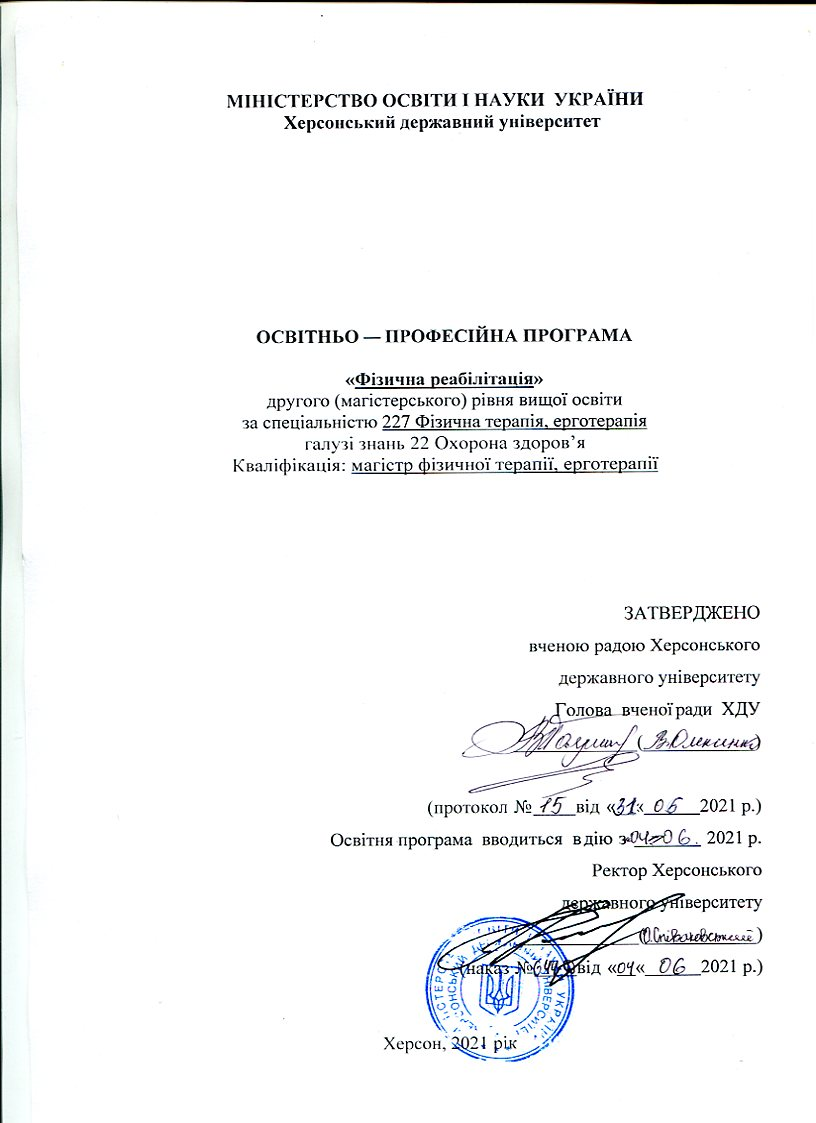 МІНІСТЕРСТВО ОСВІТИ І НАУКИ УКРАЇНИ
Херсонський державний університет
ОСВІТНЬО — ПРОФЕСІЙНА ПРОГРАМА
«Фізична реабілітація»
другого (магістерського) рівня вищої освіти
за спеціальністю 227 Фізична терапія, ерготерапія
галузі знань 22 Охорона здоров’я
Кваліфікація: магістр фізичної терапії, ерготерапії
ЗАТВЕРДЖЕНО
вченою радою Херсонського
державного університету
Голова вченої ради ХДУ
(В.Олексенко)
(протокол № 15 від «31« 05 2021 р.)
Освітня програма вводиться в дію з «04» 06. 2021 р.
Ректор Херсонського
державного університету
(О.Співаковський)
(наказ № від «04« 06 2021 р.)
Херсон, 2021 рік